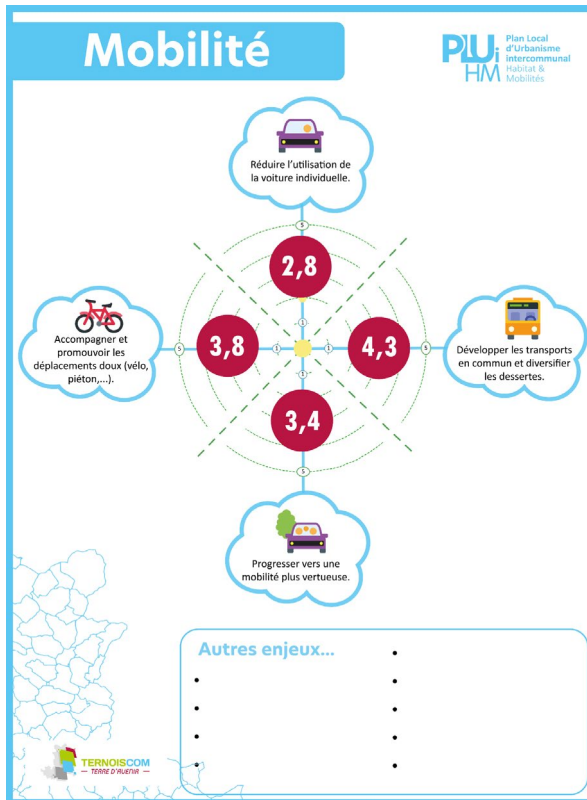 Mobilité
PLUi
HM
Plan Local
d'Urbanisme
Intercommunal
Habitat &
Mobilités
Réduire l'utilisation de
la voiture individuelle.
5
2,8
1
Accompagner et
promouvoir les
déplacements doux (vélo,
piéton,...).
5
3,8
1
1
4,3
5
Développer les transports
en commun et diversifier
les dessertes.
1
3,4
5
Progresser vers une
mobilité plus vertueuse.
Autres enjeux...
TERNOISCOM
TERRE D'AVENIR